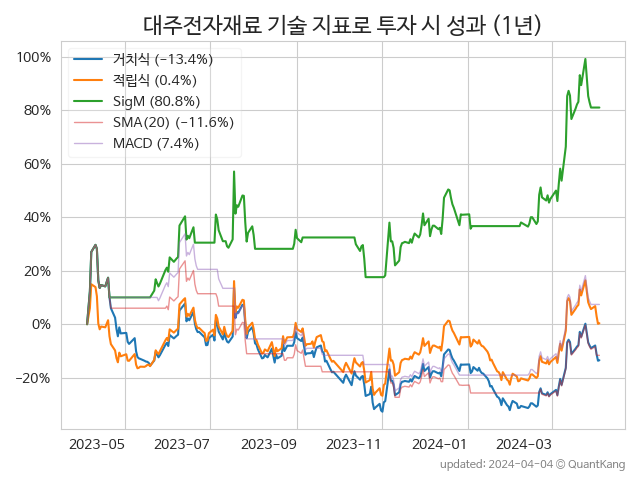 대주전자재료 기술 지표로 투자 시 성과 (1년)
거치식 (−13.4%)
적립식 (0.4%)
SigM (80.8%)
SMA(20) (−11.6%)
MACD (7.4%)
100%
80%
60%
40%
20%
0%
−20%
2023-05 2023-07 2023-09 2023-11 2024-01 2024-03
updated: 2024-04-04 © QuantKang